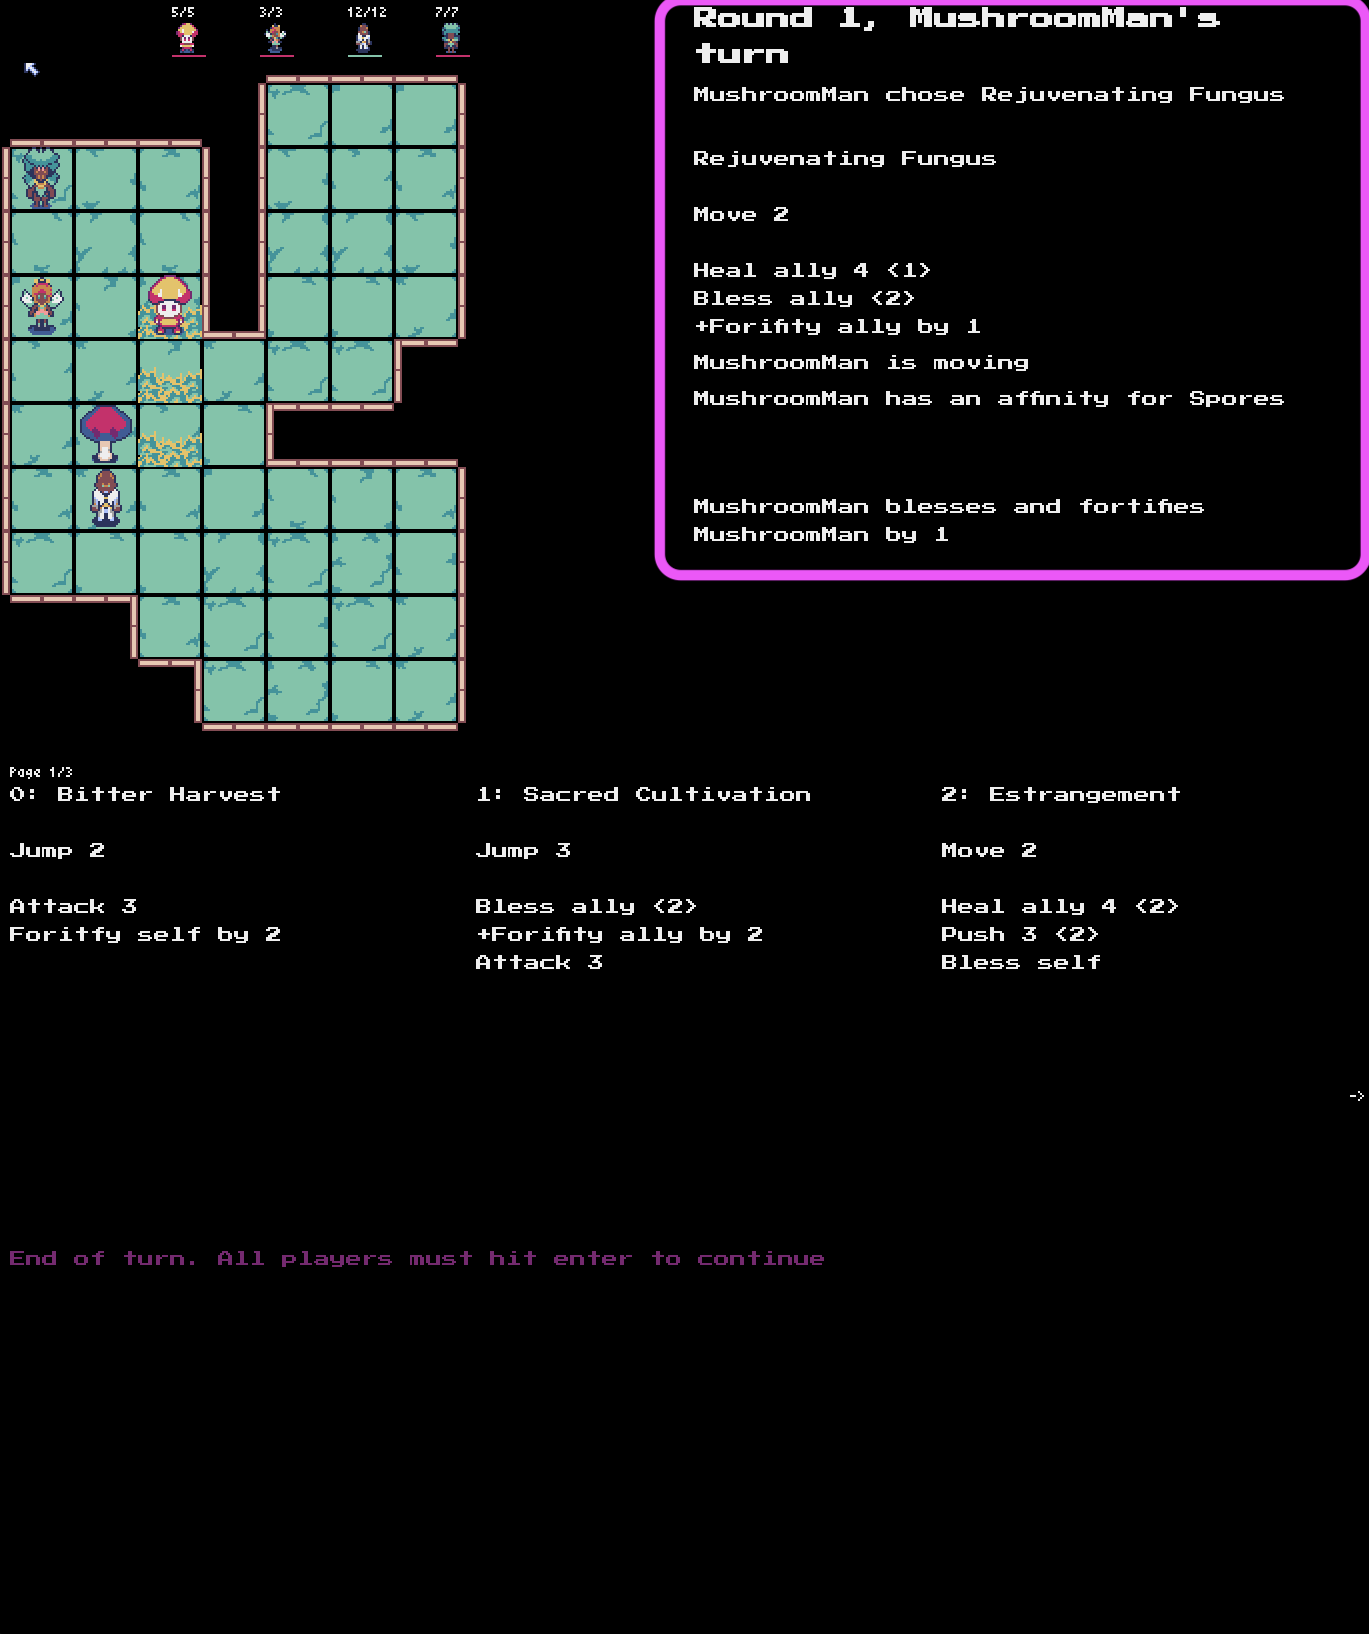 5/5 3/3 12/12 7/7
Round 1, MushroomMan's
turn
MushroomMan chose Rejuvenating Fungus
Rejuvenating Fungus
Move 2
Heal ally 4 (1)
Bless ally (2)
+Forifity ally by 1
MushroomMan is moving
MushroomMan has an affinity for Spores
MushroomMan blesses and fortifies
MushroomMan by 1
Page 1/3
0: Bitter Harvest
Jump 2
Attack 3
Foritfy self by 2
1: Sacred Cultivation
Jump 3
Bless ally (2)
+Forifity ally by 2
Attack 3
2: Estrangement
Move 2
Heal ally 4 (2)
Push 3 (2)
Bless self
->
End of turn. All players must hit enter to continue